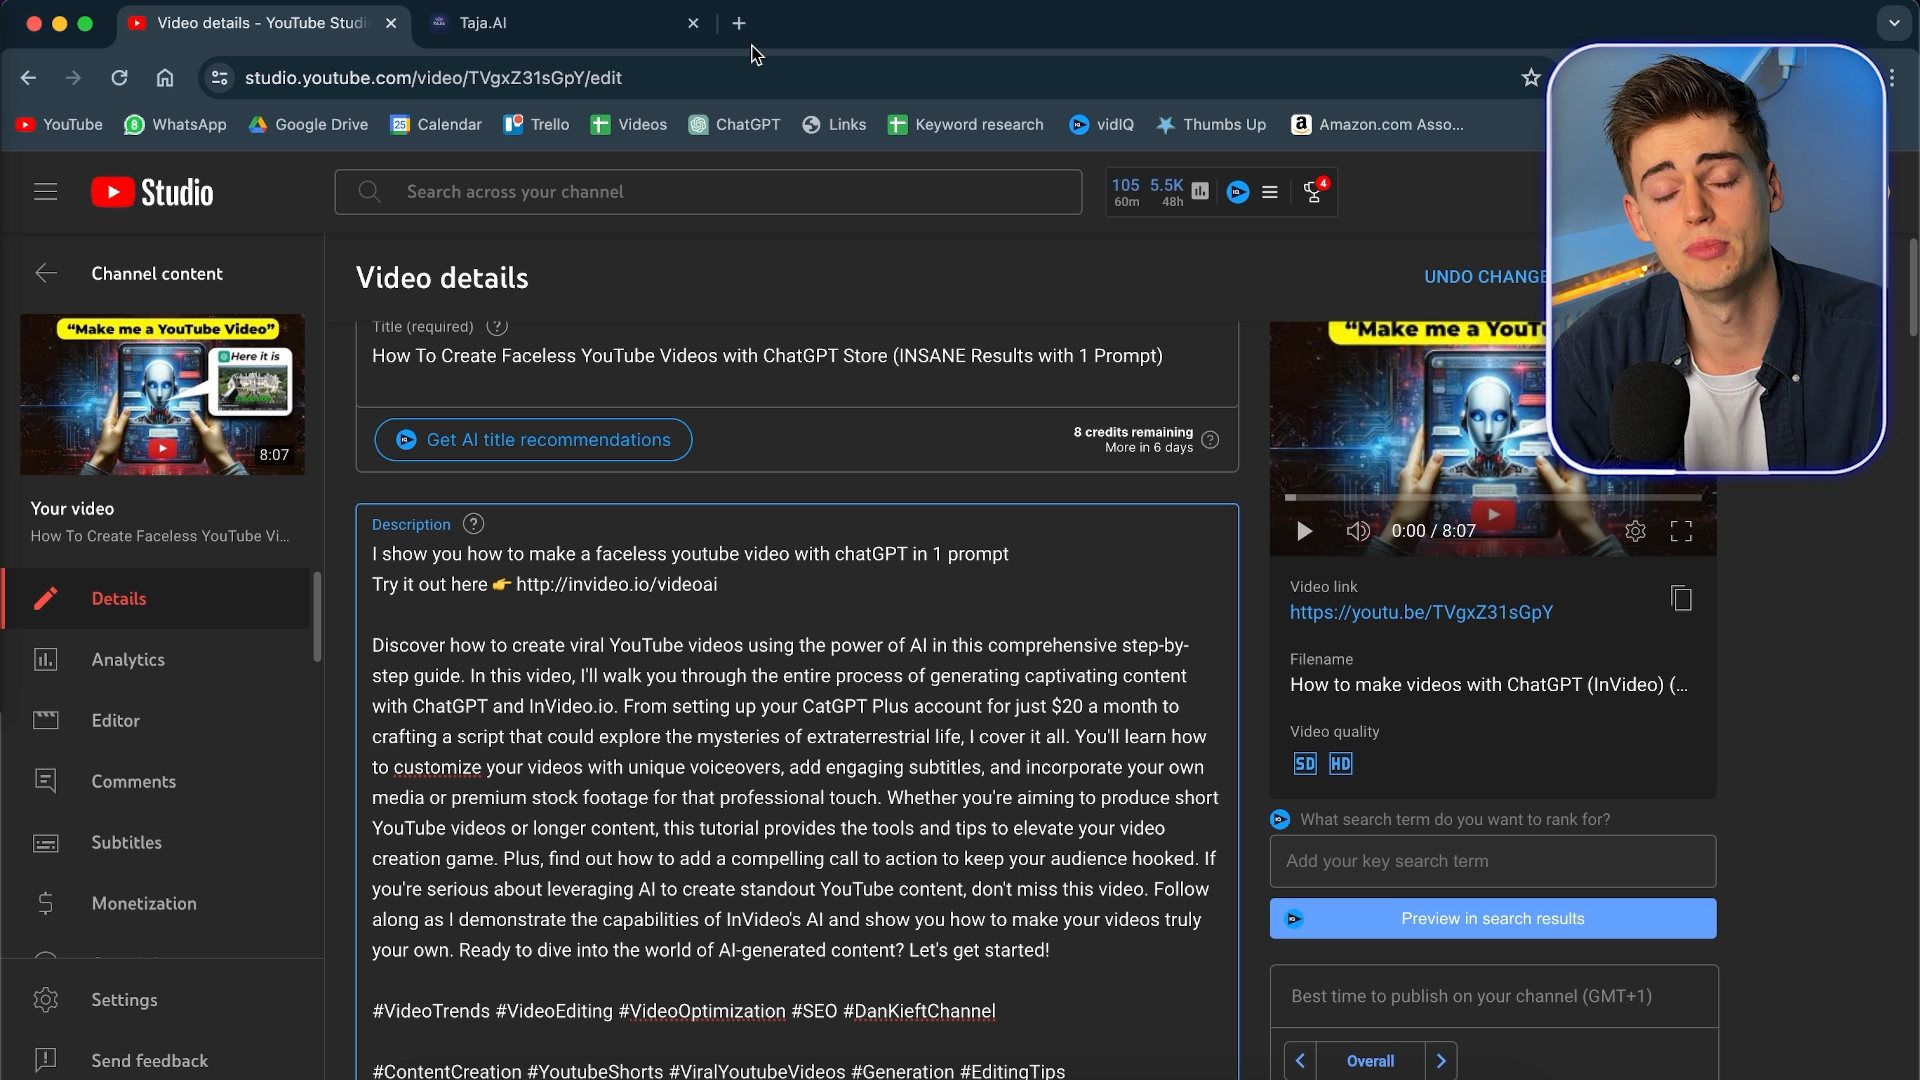 Video details - YouTube Studi
Taja.AI
studio.youtube.com/video/TVgxZ31sGpY/edit
YouTube
8
WhatsApp
Google Drive
25
Calendar
Trello
Videos
ChatGPT
Links
Keyword research
vidIQ
Thumbs Up
a
Amazon.com Asso...
Studio
Search across your channel
105
60m
5.5K
48h
4
Channel content
Video details
UNDO CHANGE
"Make me a YouTube Video"
Here it is
8:07
Your video
How To Create Faceless YouTube Vi...
Details
Analytics
Editor
Comments
Subtitles
Monetization
Settings
Send feedback
Title (required)
How To Create Faceless YouTube Videos with ChatGPT Store (INSANE Results with 1 Prompt)
Get AI title recommendations
8 credits remaining
More in 6 days
Description
I show you how to make a faceless youtube video with chatGPT in 1 prompt
Try it out here 👉 http://invideo.io/videoai
Discover how to create viral YouTube videos using the power of AI in this comprehensive step-by-
step guide. In this video, I'll walk you through the entire process of generating captivating content
with ChatGPT and InVideo.io. From setting up your CatGPT Plus account for just $20 a month to
crafting a script that could explore the mysteries of extraterrestrial life, I cover it all. You'll learn how
to customize your videos with unique voiceovers, add engaging subtitles, and incorporate your own
media or premium stock footage for that professional touch. Whether you're aiming to produce short
YouTube videos or longer content, this tutorial provides the tools and tips to elevate your video
creation game. Plus, find out how to add a compelling call to action to keep your audience hooked. If
you're serious about leveraging AI to create standout YouTube content, don't miss this video. Follow
along as I demonstrate the capabilities of InVideo's AI and show you how to make your videos truly
your own. Ready to dive into the world of AI-generated content? Let's get started!
#VideoTrends #VideoEditing #VideoOptimization #SEO #DanKieftChannel
#ContentCreation #YoutubeShorts #ViralYoutubeVideos #Generation #EditingTips
"Make me a YouT
0:00 / 8:07
Video link
https://youtu.be/TVgxZ31sGpY
Filename
How to make videos with ChatGPT (InVideo) (...
Video quality
SD HD
What search term do you want to rank for?
Add your key search term
Preview in search results
Best time to publish on your channel (GMT+1)
Overall